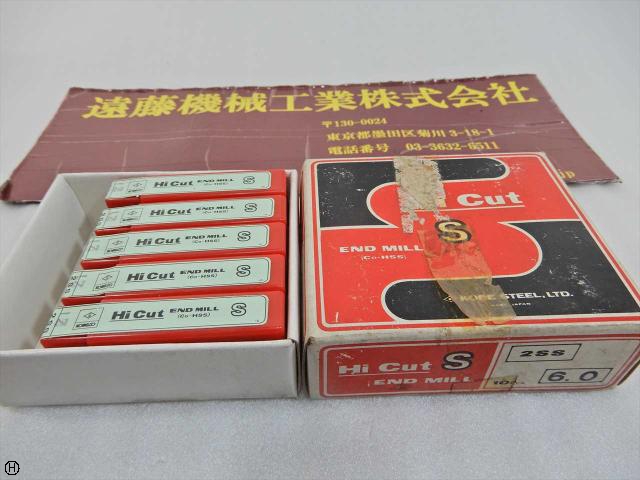 遠藤機械工業株式会社
〒130-0024
東京都墨田区菊川3-18-1
電話番号 03-3632-6511
Hi Cut END MILL S
(Co-HSS)
Hi Cut END MILL S
(Co-HSS)
Hi Cut END MILL S
(Co-HSS)
Hi Cut END MILL S
(Co-HSS)
Hi Cut END MILL S
(Co-HSS)
KOBELCO
Cut
S
END MILL
(Co-HSS)
KOBE STEEL, LTD.
JAPAN
Hi Cut S
END MILL
2SS
6.0
H